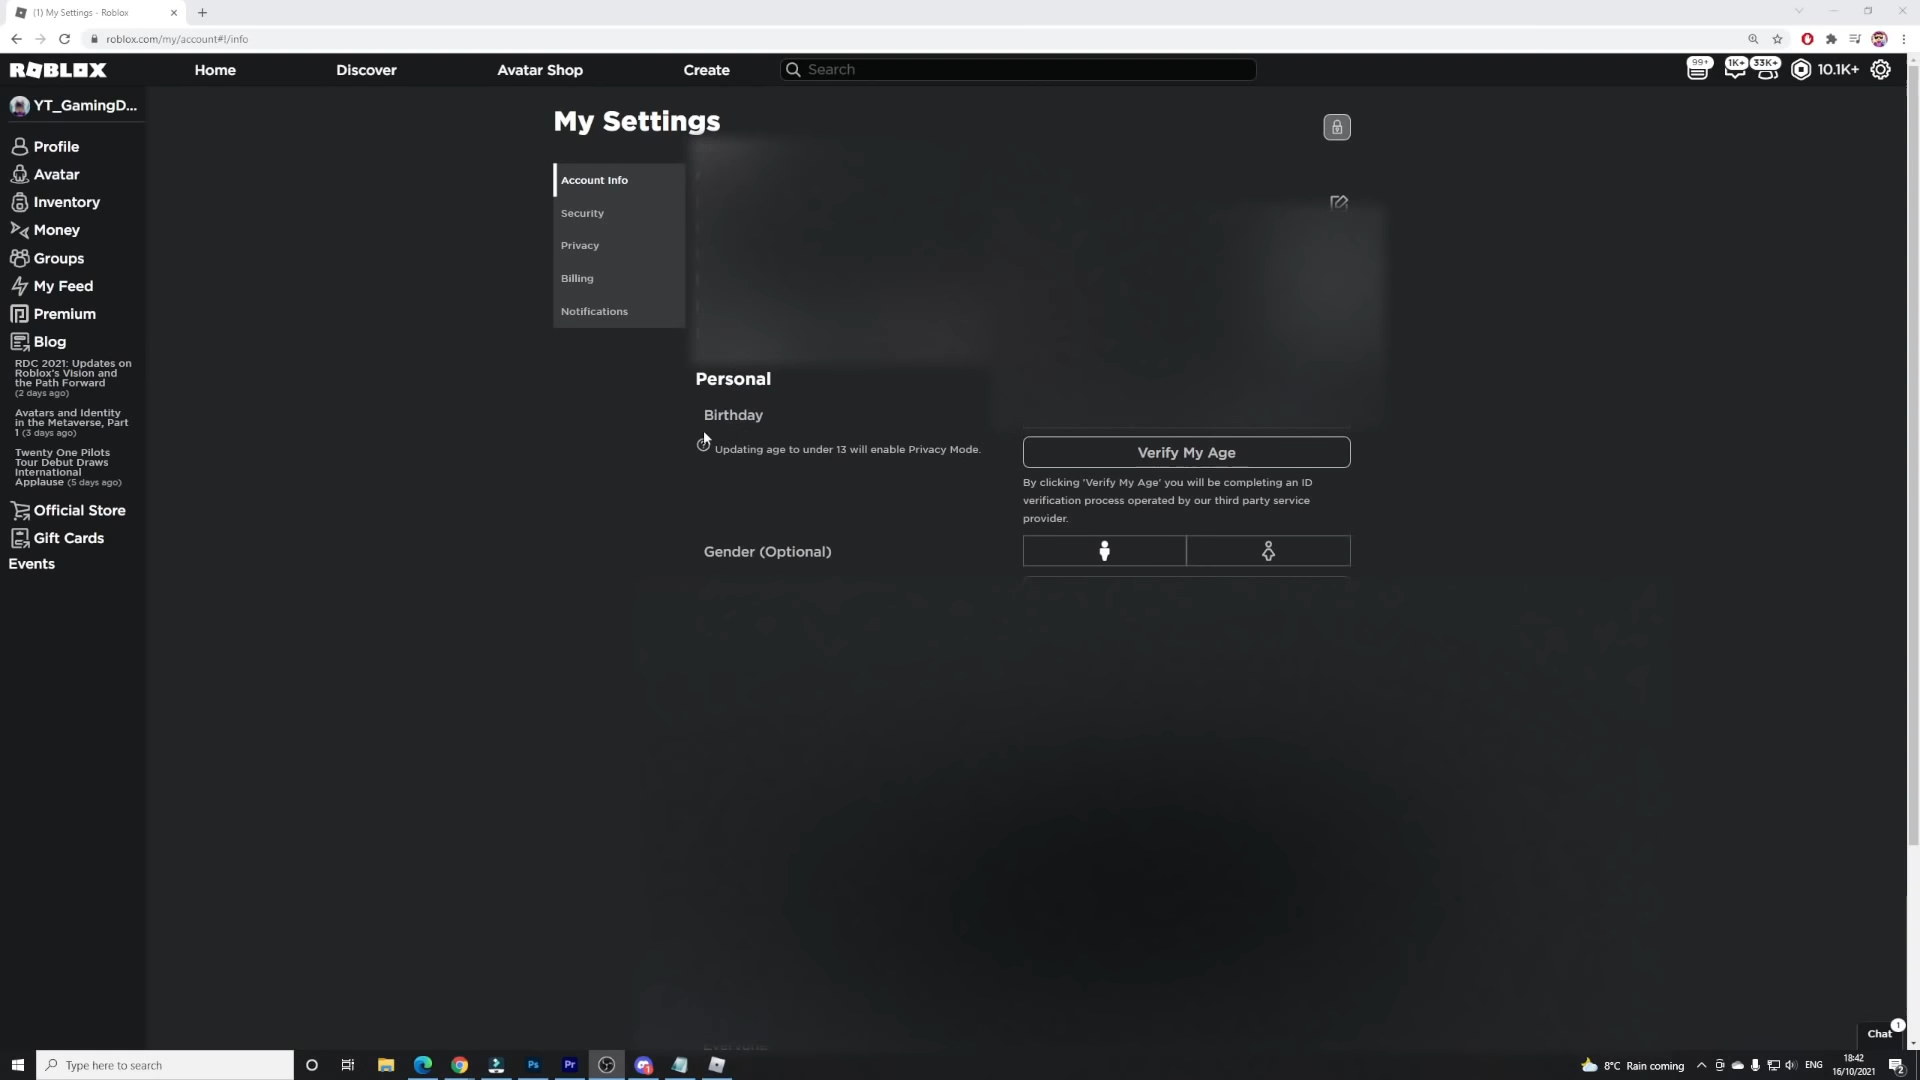 (1) My Settings - Roblox
roblox.com/my/account#!/info
ROBLOX
Home
Discover
Avatar Shop
Create
Search
99+
1K+
33K+
10.1K+
YT_GamingD...
Profile
Avatar
Inventory
Money
Groups
My Feed
Premium
Blog
RDC 2021: Updates on
Roblox's Vision and
the Path Forward
(2 days ago)
Avatars and Identity
in the Metaverse, Part
1 (3 days ago)
Twenty One Pilots
Tour Debut Draws
International
Applause (5 days ago)
Official Store
Gift Cards
Events
My Settings
Account Info
Security
Privacy
Billing
Notifications
Personal
Birthday
Updating age to under 13 will enable Privacy Mode.
Verify My Age
By clicking 'Verify My Age' you will be completing an ID
verification process operated by our third party service
provider.
Gender (Optional)
Chat
1
Type here to search
Ps
Pr
8°C Rain coming
ENG
18:42
16/10/2021
2